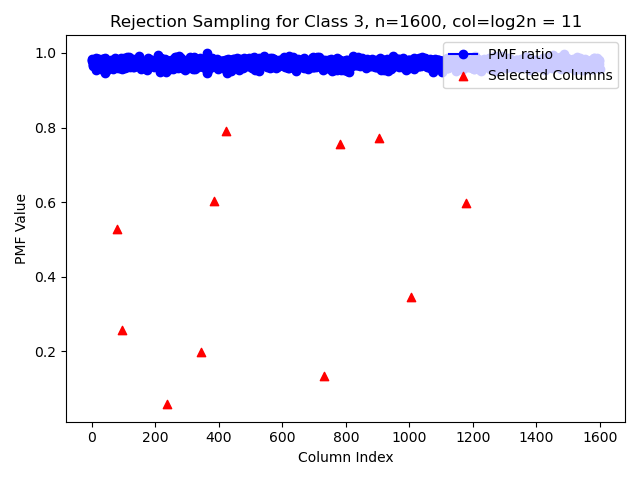 Rejection Sampling for Class 3, n=1600, col=log2n = 11
PMF ratio
Selected Columns
PMF Value
1.0
0.8
0.6
0.4
0.2
0 200 400 600 800 1000 1200 1400 1600
Column Index